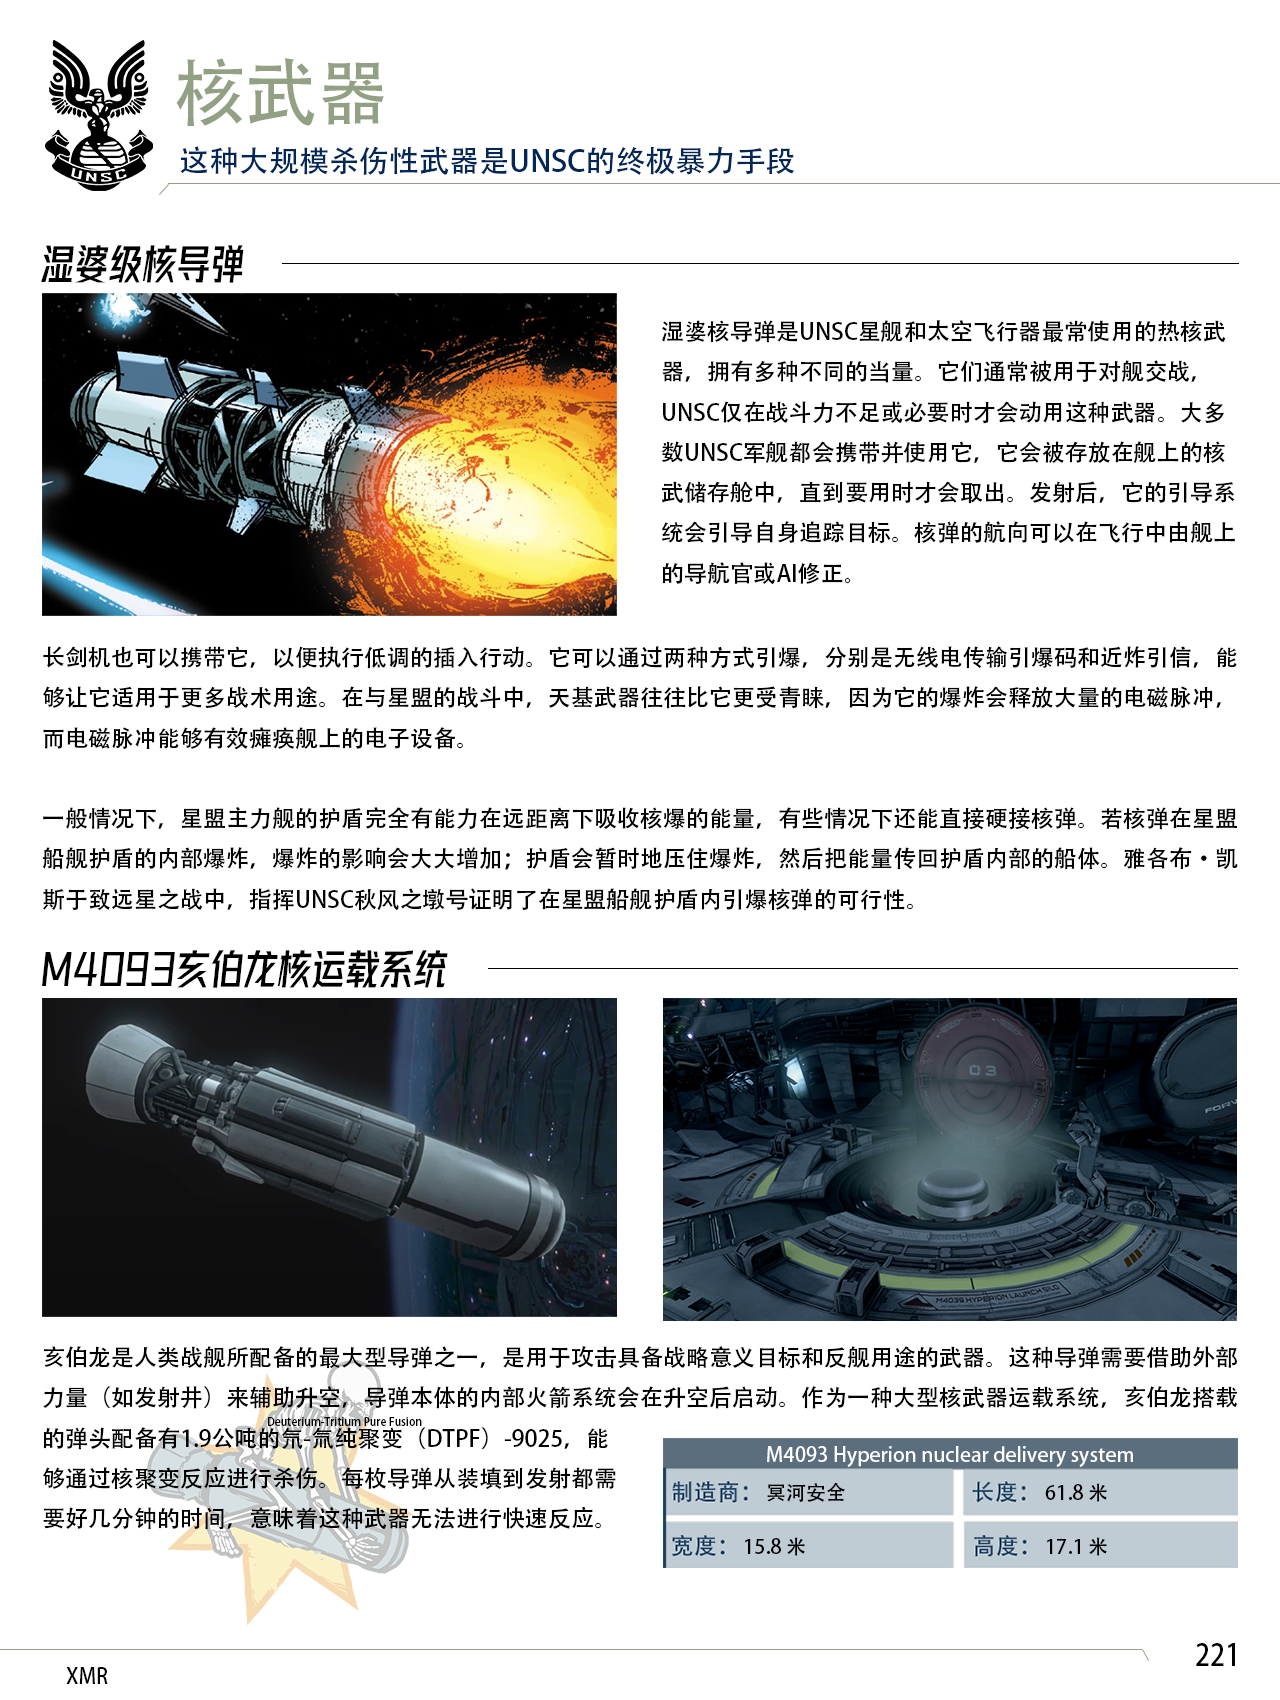 UNSC
核武器
这种大规模杀伤性武器是UNSC的终极暴力手段
湿婆级核导弹
湿婆核导弹是UNSC星舰和太空飞行器最常使用的热核武
器，拥有多种不同的当量。它们通常被用于对舰交战，
UNSC仅在战斗力不足或必要时才会动用这种武器。大多
数UNSC军舰都会携带并使用它，它会被存放在舰上的核
武储存舱中，直到要用时才会取出。发射后，它的引导系
统会引导自身追踪目标。核弹的航向可以在飞行中由舰上
的导航官或AI修正。
长剑机也可以携带它，以便执行低调的插入行动。它可以通过两种方式引爆，分别是无线电传输引爆码和近炸引信，能
够让它适用于更多战术用途。在与星盟的战斗中，天基武器往往比它更受青睐，因为它的爆炸会释放大量的电磁脉冲，
而电磁脉冲能够有效瘫痪舰上的电子设备。
一般情况下，星盟主力舰的护盾完全有能力在远距离下吸收核爆的能量，有些情况下还能直接硬接核弹。若核弹在星盟
船舰护盾的内部爆炸，爆炸的影响会大大增加；护盾会暂时地压住爆炸，然后把能量传回护盾内部的船体。雅各布·凯
斯于致远星之战中，指挥UNSC秋风之墩号证明了在星盟船舰护盾内引爆核弹的可行性。
M4093亥伯龙核运载系统
03
FORW
M4039 HYPERION LAUNCH SILO
亥伯龙是人类战舰所配备的最大型导弹之一，是用于攻击具备战略意义目标和反舰用途的武器。这种导弹需要借助外部
力量（如发射井）来辅助升空，导弹本体的内部火箭系统会在升空后启动。作为一种大型核武器运载系统，亥伯龙搭载
Deuterium-Tritium Pure Fusion
的弹头配备有1.9公吨的氘-氚纯聚变（DTPF）-9025，能
够通过核聚变反应进行杀伤。每枚导弹从装填到发射都需
要好几分钟的时间，意味着这种武器无法进行快速反应。
M4093 Hyperion nuclear delivery system
制造商： 冥河安全
长度： 61.8 米
宽度： 15.8 米
高度： 17.1 米
221
XMR